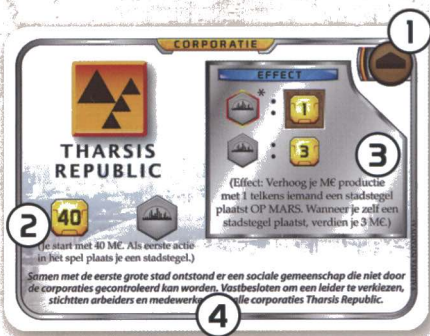 CORPORATIE
1
THARSIS
REPUBLIC
EFFECT
* : 1
: 3
3
(Effect: Verhoog je M€ productie
met 1 telkens iemand een stadstegel
plaatst OP MARS. Wanneer je zelf een
stadstegel plaatst, verdien je 3 M€.)
2
40
(Je start met 40 M€. Als eerste actie
in het spel plaats je een stadstegel.)
Samen met de eerste grote stad ontstond er een sociale gemeenschap die niet door
de corporaties gecontroleerd kan worden. Vastbesloten om een leider te verkiezen,
stichtten arbeiders en alle corporaties Tharsis Republic.
4